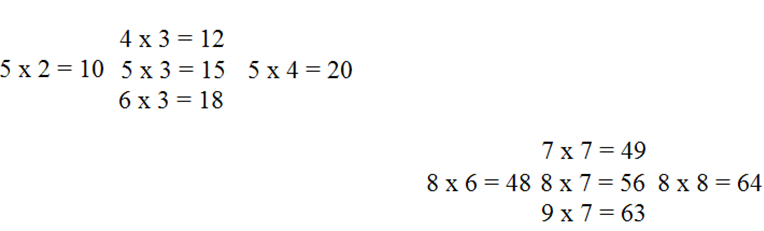 4 x 3 = 12
5 x 2 = 10 5 x 3 = 15 5 x 4 = 20
6 x 3 = 18
7 x 7 = 49
8 x 6 = 48 8 x 7 = 56 8 x 8 = 64
9 x 7 = 63